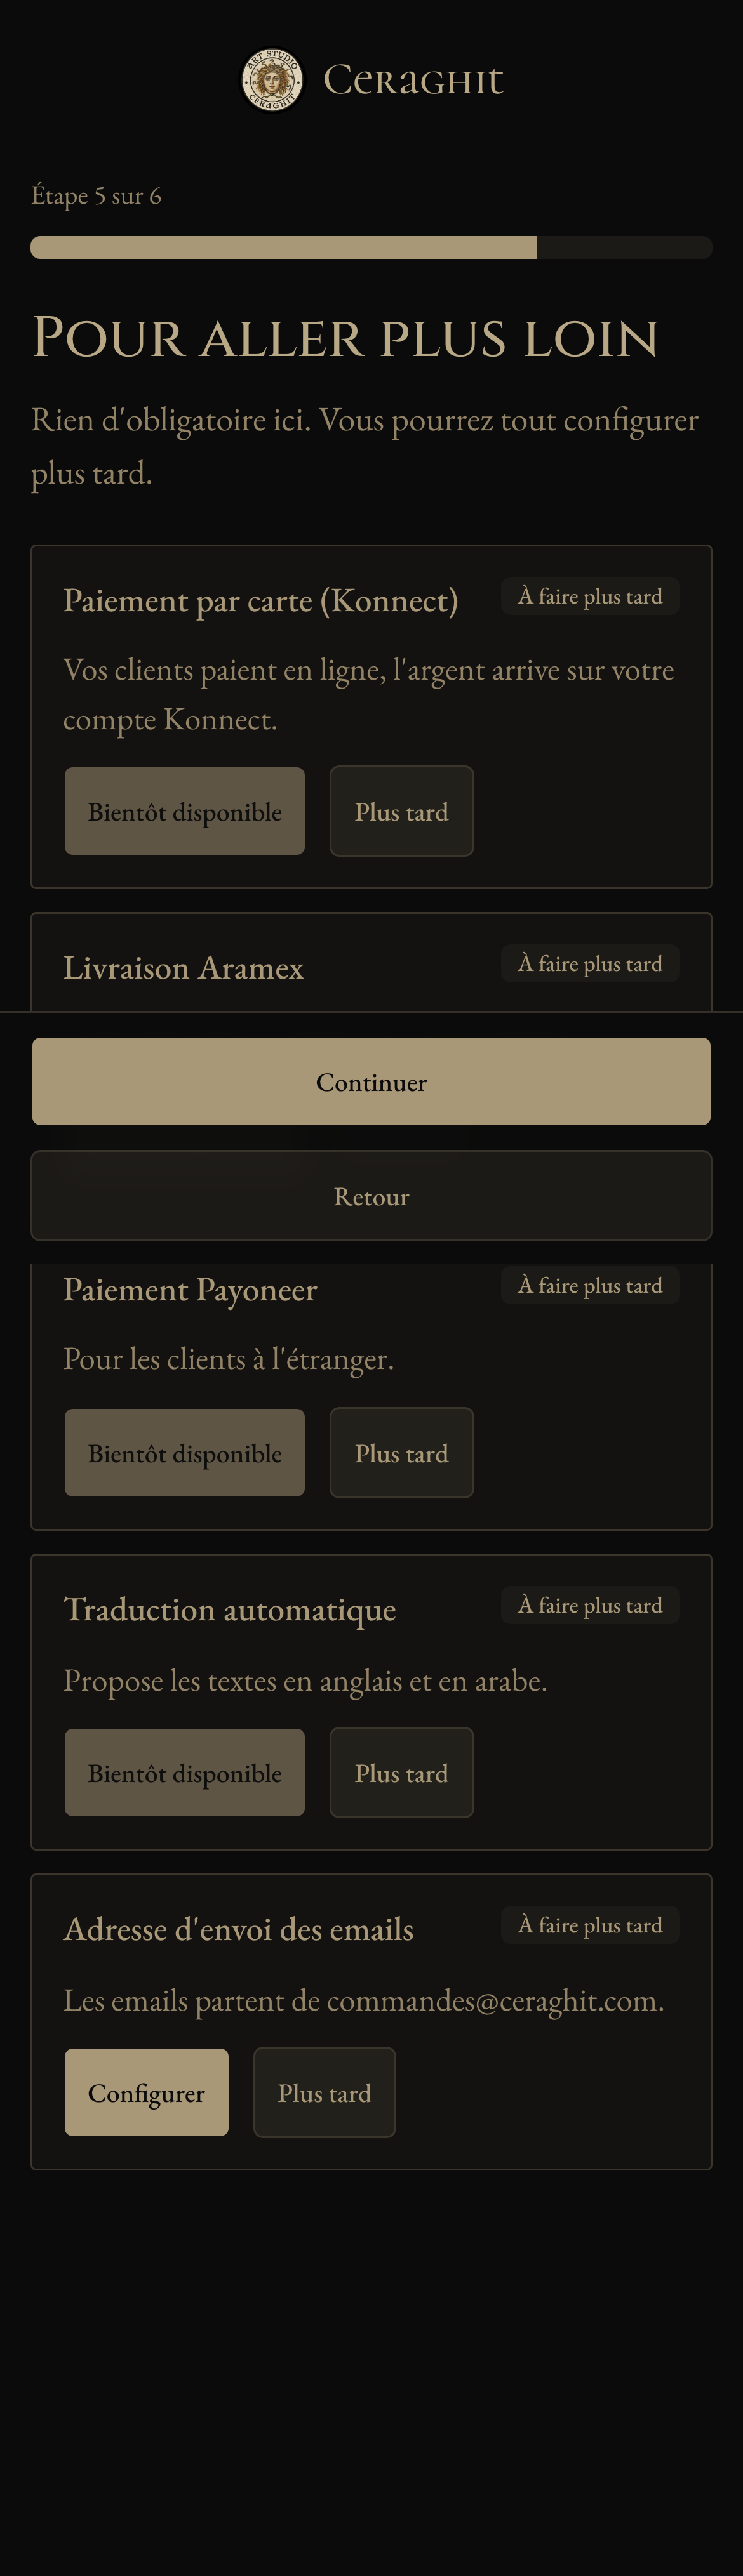 ART STUDIO
CERAGHIT
Ceraghit
Étape 5 sur 6
Pour aller plus loin
Rien d'obligatoire ici. Vous pourrez tout configurer
plus tard.
Paiement par carte (Konnect)
À faire plus tard
Vos clients paient en ligne, l'argent arrive sur votre
compte Konnect.
Bientôt disponible
Plus tard
Livraison Aramex
À faire plus tard
Continuer
Retour
Paiement Payoneer
À faire plus tard
Pour les clients à l'étranger.
Bientôt disponible
Plus tard
Traduction automatique
À faire plus tard
Propose les textes en anglais et en arabe.
Bientôt disponible
Plus tard
Adresse d'envoi des emails
À faire plus tard
Les emails partent de commandes@ceraghit.com.
Configurer
Plus tard